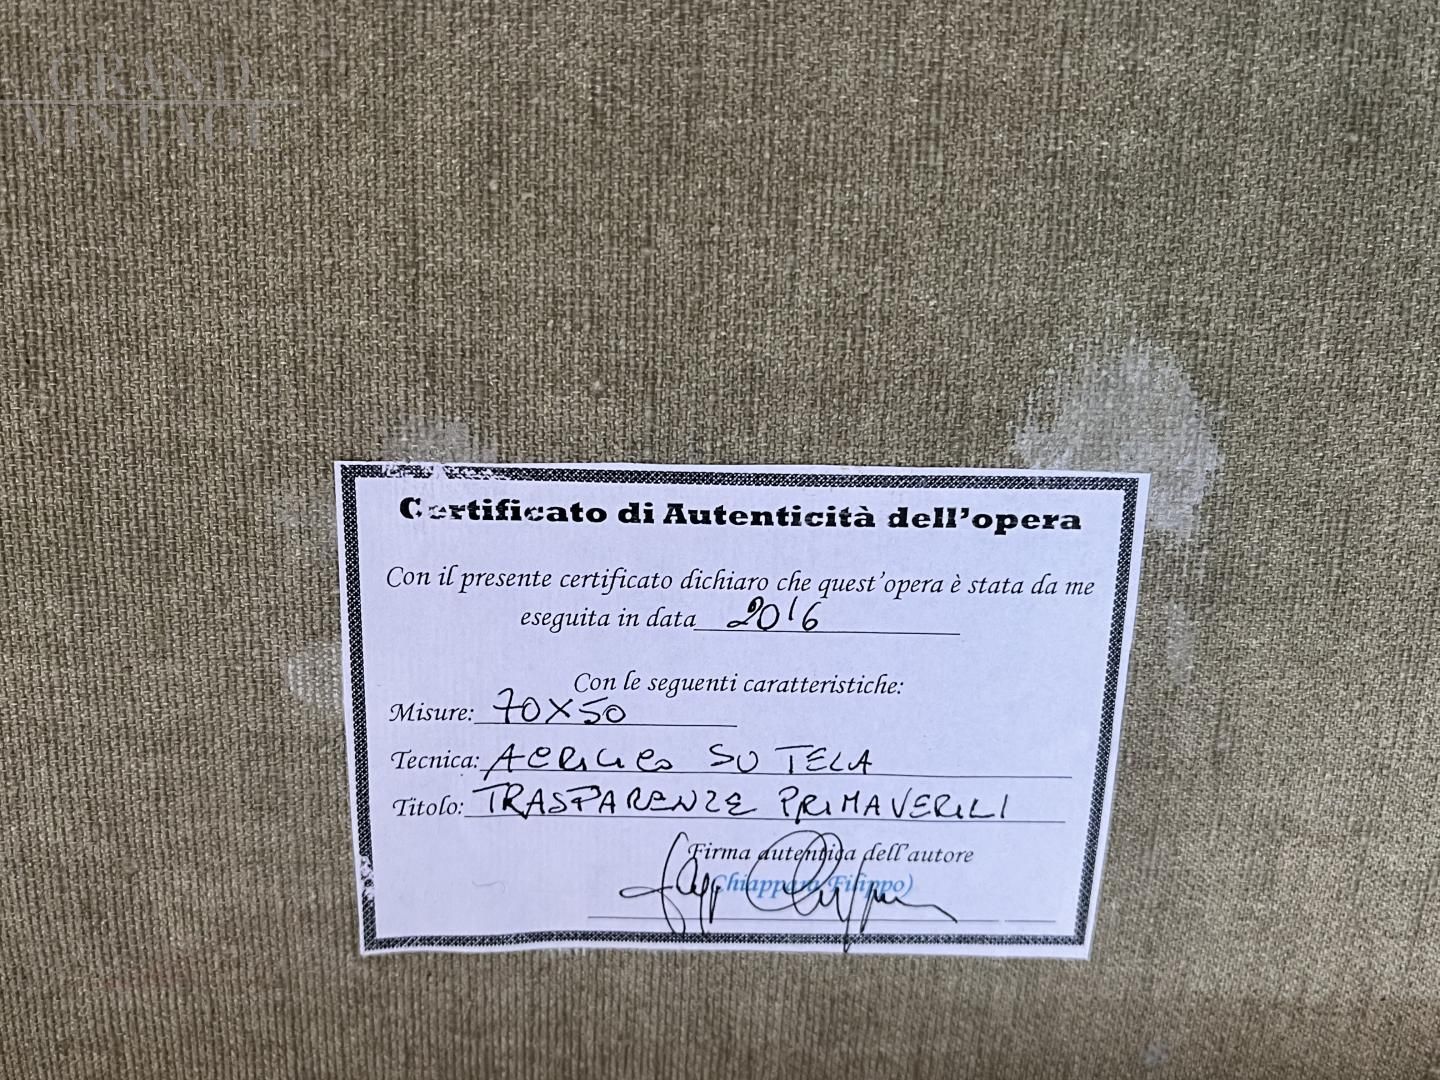 GRAND
VINTAGE
Certificato di Autenticità dell'opera
Con il presente certificato dichiaro che quest'opera è stata da me
eseguita in data 2016
Con le seguenti caratteristiche:
Misure: 70X50
Tecnica: ACRILICO SU TELA
Titolo: TRASPARENZE PRIMAVERILI
Firma autentica dell'autore
(Chiappara Filippo)